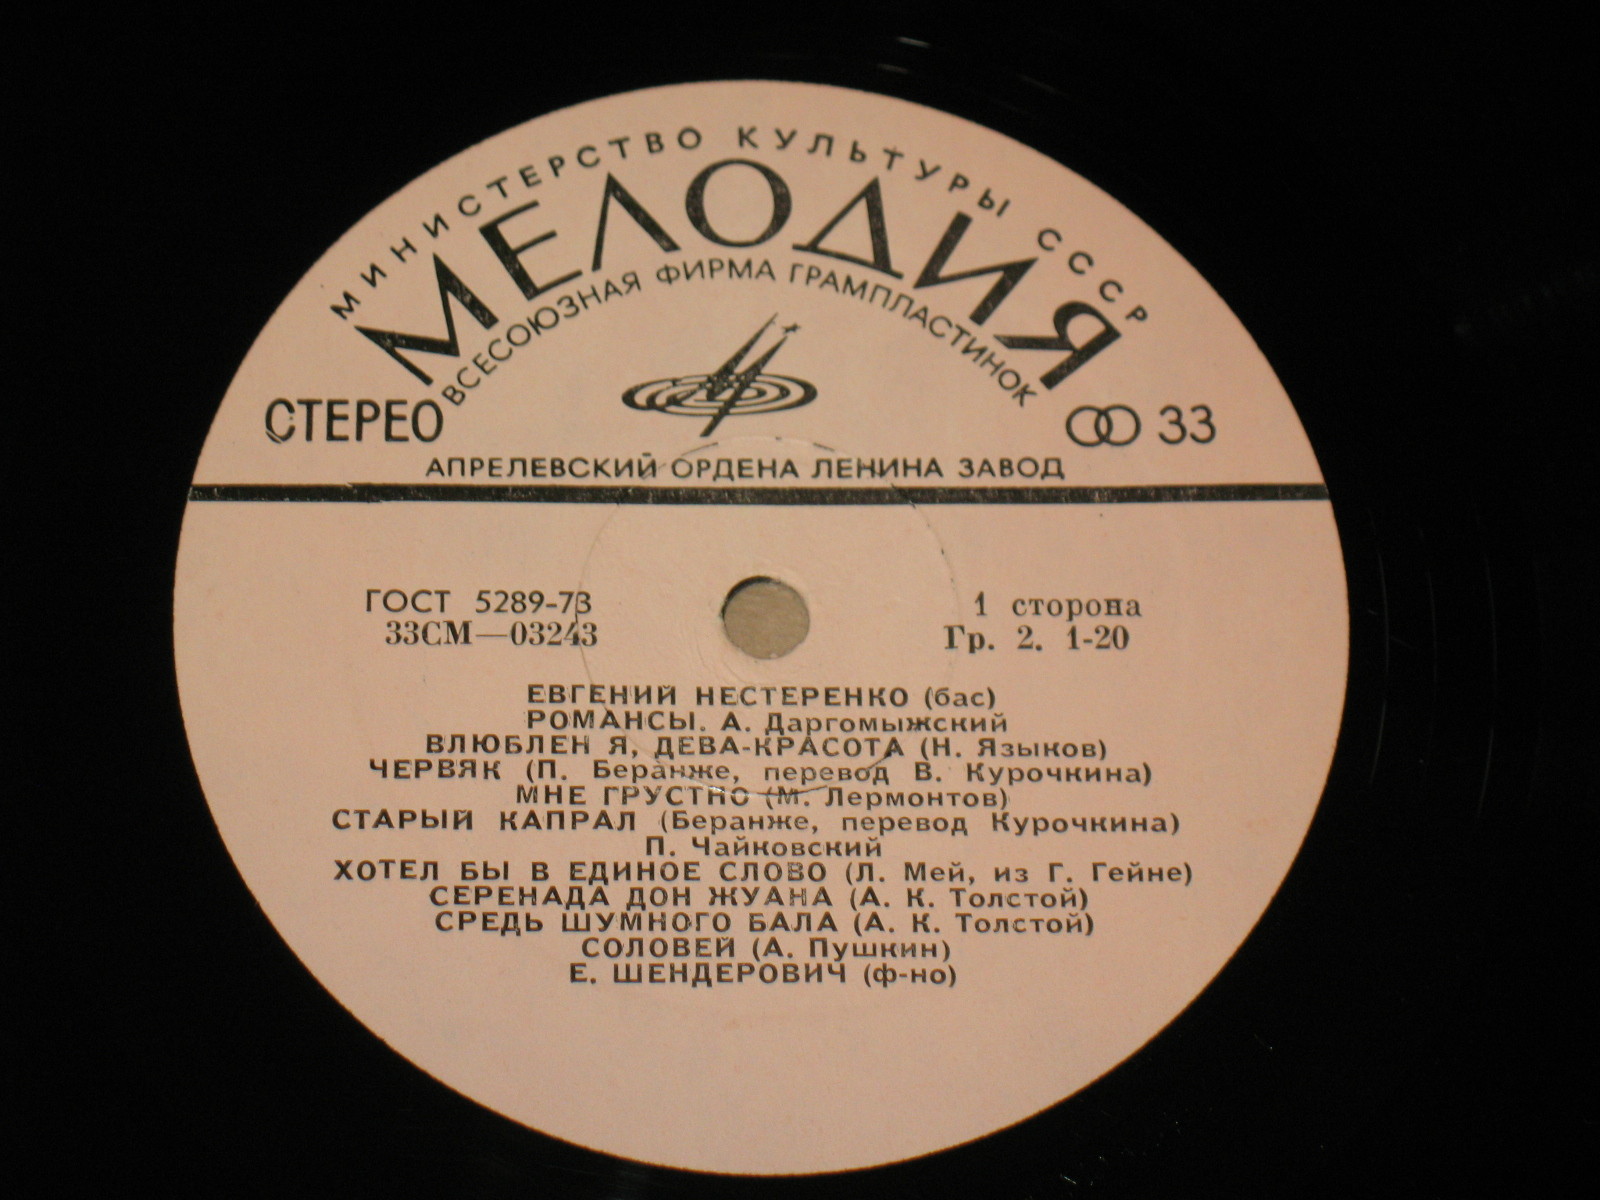 МИНИСТЕРСТВО КУЛЬТУРЫ СССР
МЕЛОДИЯ
ВСЕСОЮЗНАЯ ФИРМА ГРАМПЛАСТИНОК
СТЕРЕО
33
АПРЕЛЕВСКИЙ ОРДЕНА ЛЕНИНА ЗАВОД
ГОСТ 5289-73
33СМ—03243
1 сторона
Гр. 2. 1-20
ЕВГЕНИЙ НЕСТЕРЕНКО (бас)
РОМАНСЫ. А. Даргомыжский
ВЛЮБЛЕН Я, ДЕВА-КРАСОТА (Н. Языков)
ЧЕРВЯК (П. Беранже, перевод В. Курочкина)
МНЕ ГРУСТНО (М. Лермонтов)
СТАРЫЙ КАПРАЛ (Беранже, перевод Курочкина)
П. Чайковский
ХОТЕЛ БЫ В ЕДИНОЕ СЛОВО (Л. Мей, из Г. Гейне)
СЕРЕНАДА ДОН ЖУАНА (А. К. Толстой)
СРЕДЬ ШУМНОГО БАЛА (А. К. Толстой)
СОЛОВЕЙ (А. Пушкин)
Е. ШЕНДЕРОВИЧ (ф-но)